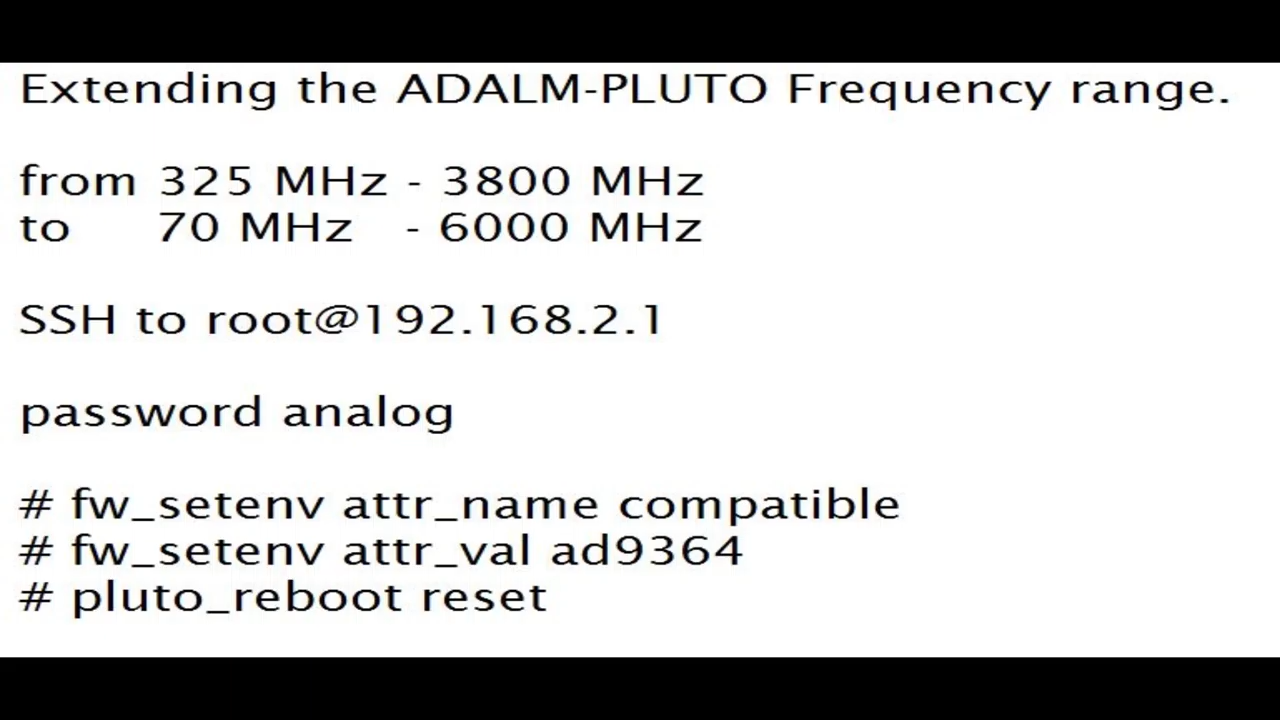 Extending the ADALM-PLUTO Frequency range.
from 325 MHz - 3800 MHz
to 70 MHz - 6000 MHz
SSH to root@192.168.2.1
password analog
# fw_setenv attr_name compatible
# fw_setenv attr_val ad9364
# pluto_reboot reset